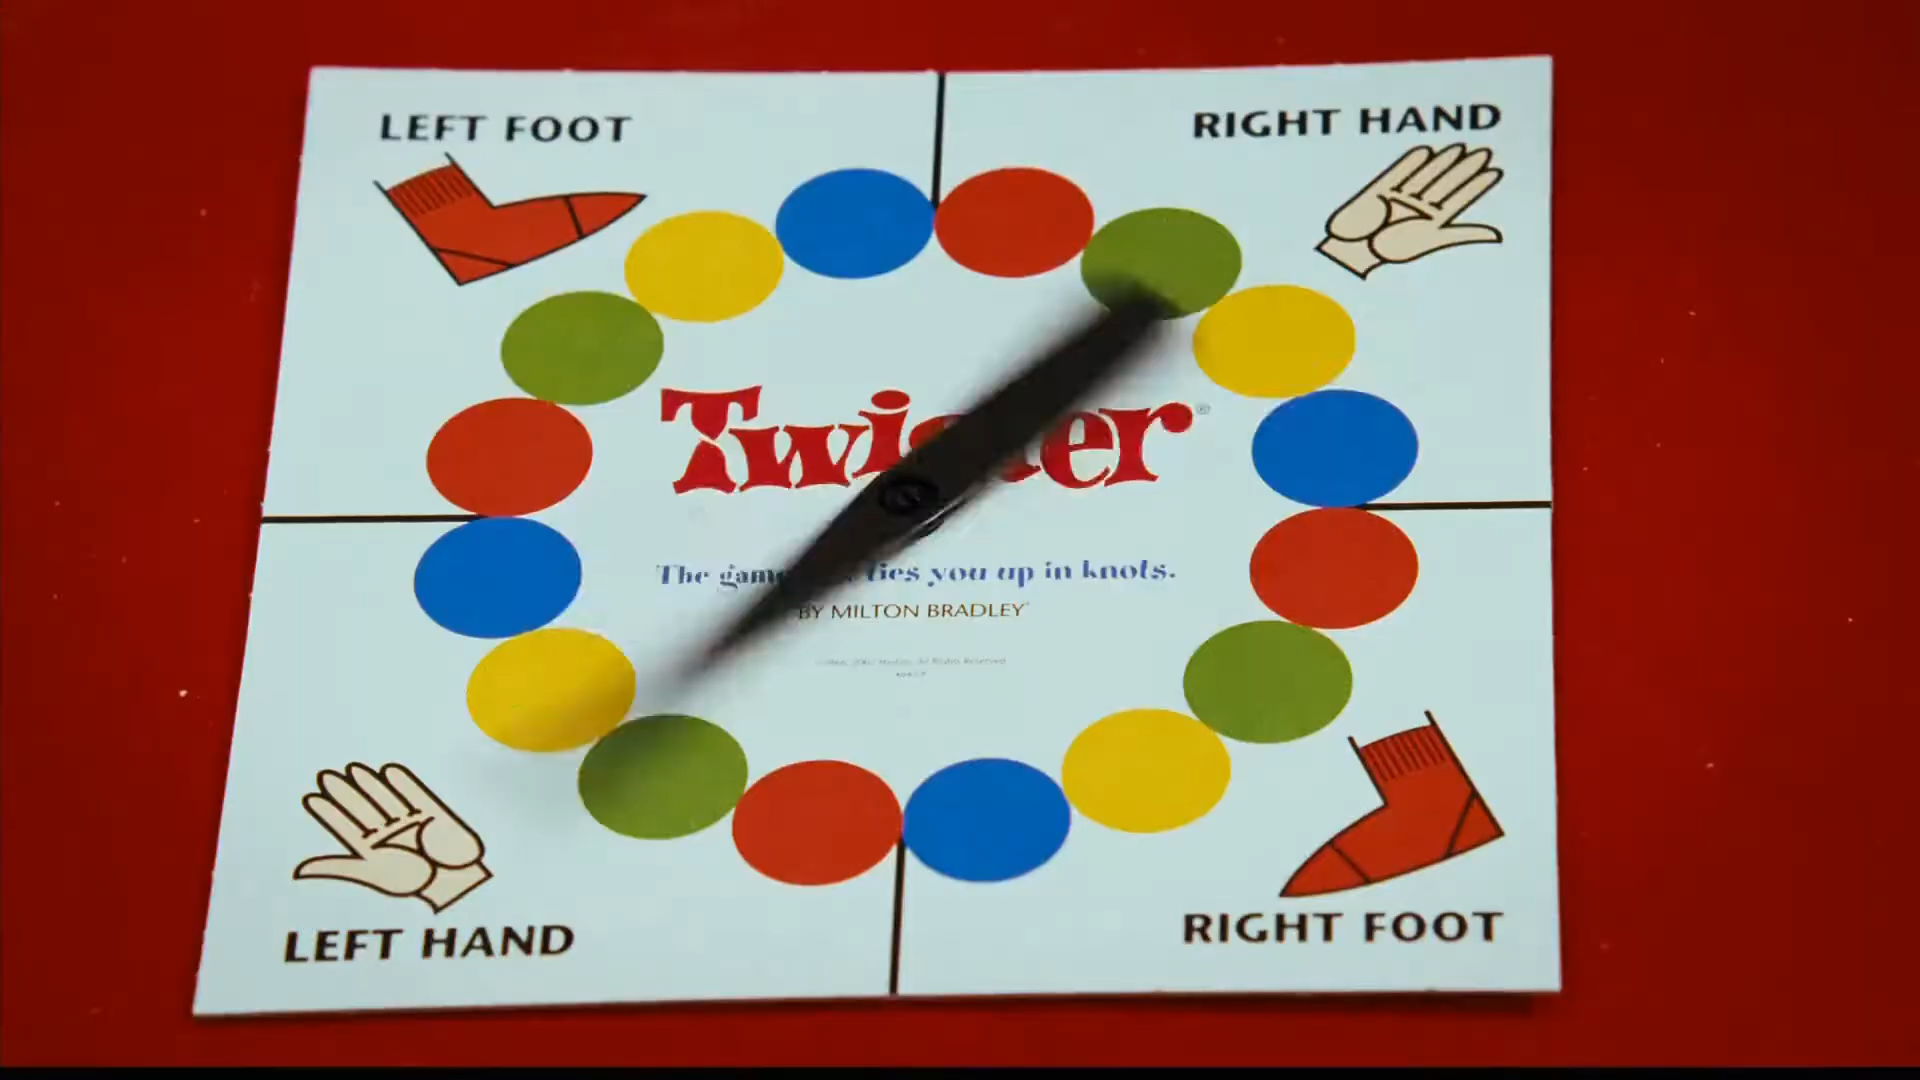 LEFT FOOT
RIGHT HAND
Twister®
The game ties you up in knots.
BY MILTON BRADLEY
LEFT HAND
RIGHT FOOT